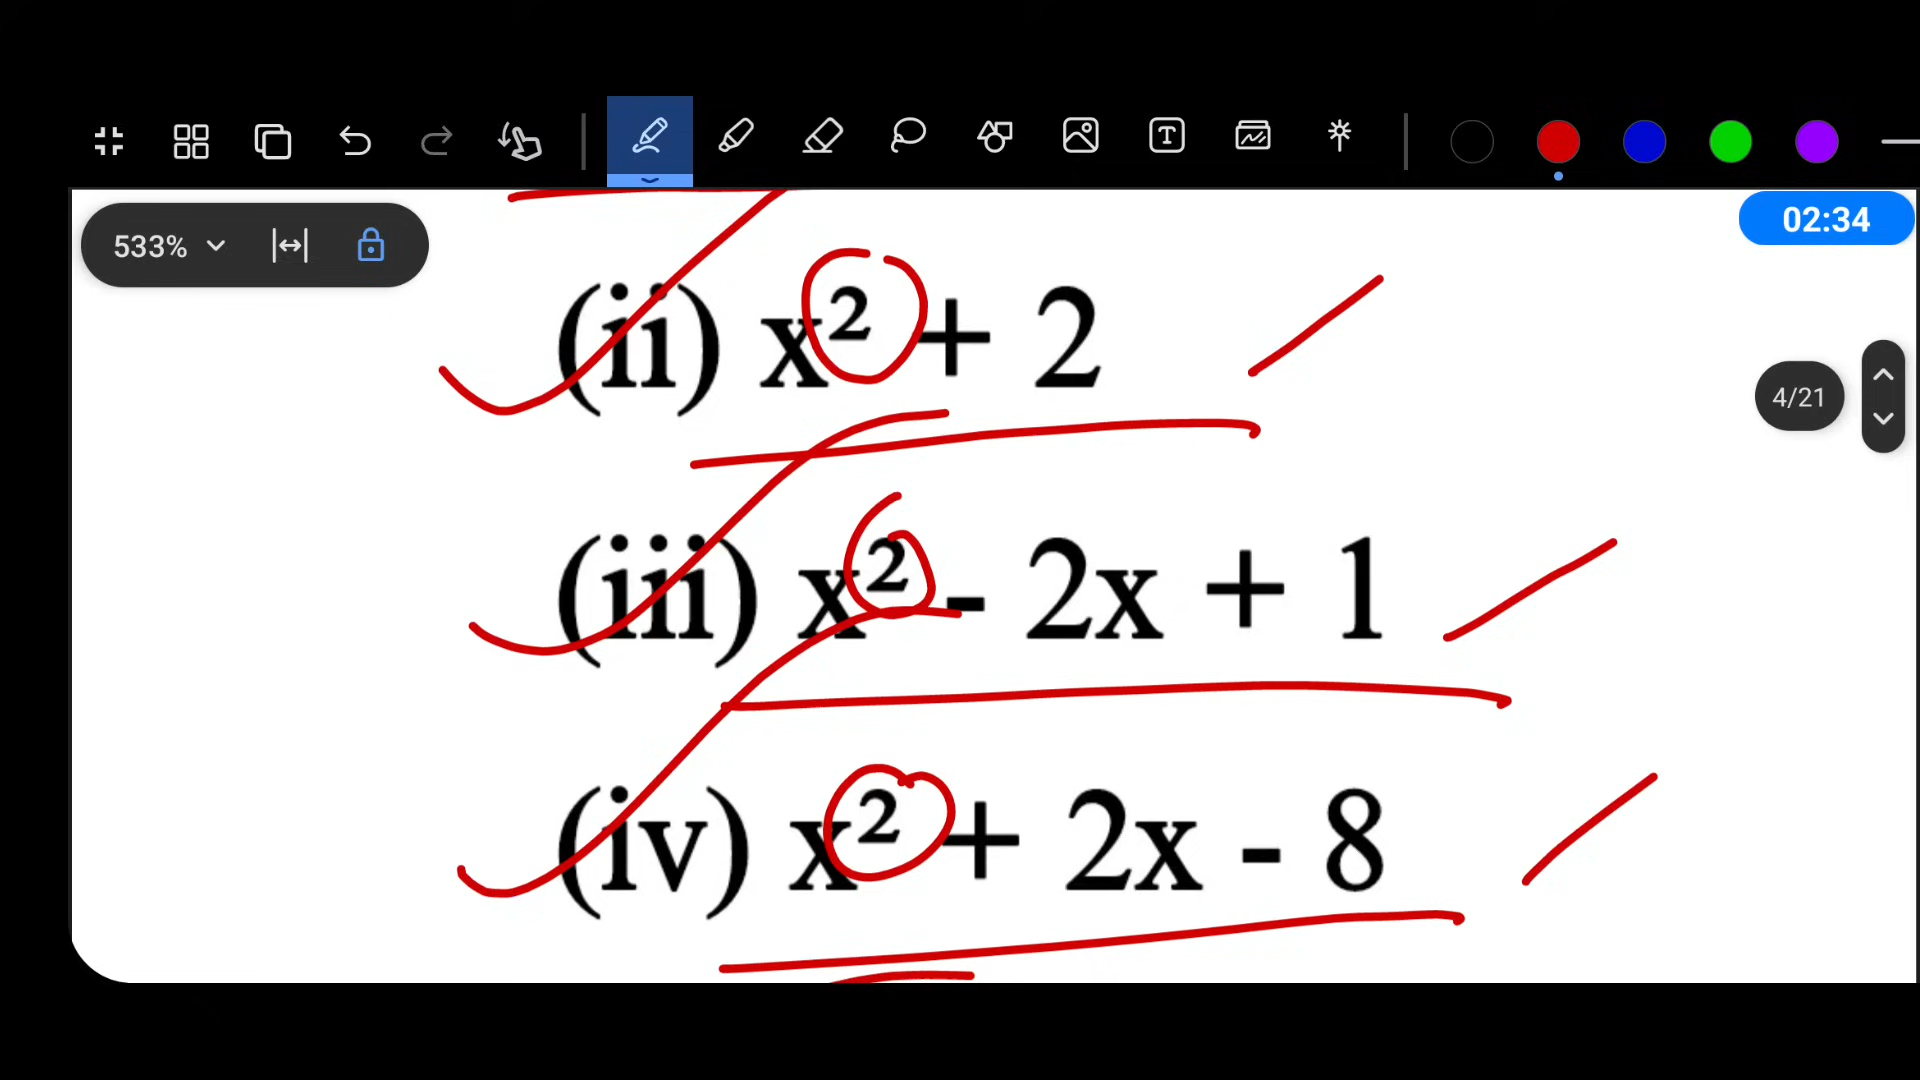 533%
02:34
(ii) x² + 2
4/21
(iii) x² - 2x + 1
(iv) x² + 2x - 8